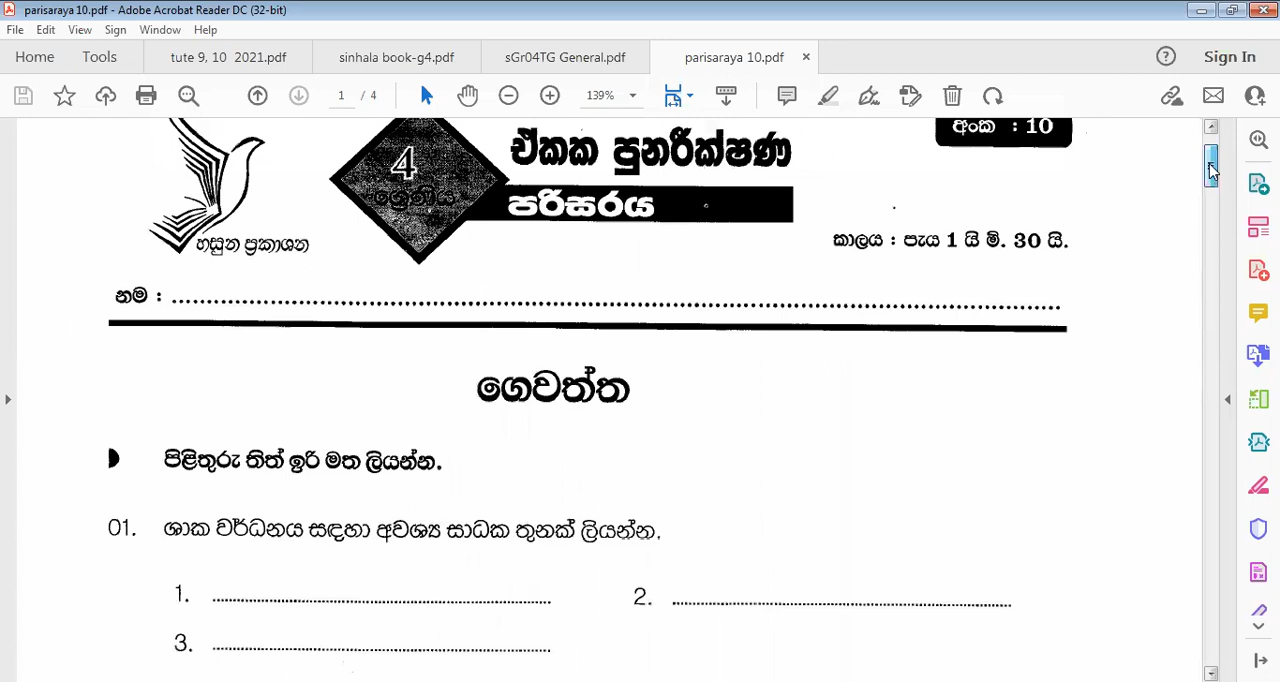 parisaraya 10.pdf - Adobe Acrobat Reader DC (32-bit)
File Edit View Sign Window Help
Home Tools tute 9, 10 2021.pdf sinhala book-g4.pdf sGr04TG General.pdf parisaraya 10.pdf × Sign In
1 / 4 139%
අංක : 10
4
ශ්‍රේණිය
ඒකක පුනරීක්ෂණ
පරිසරය
හසුන ප්‍රකාශන
කාලය : පැය 1 යි මි. 30 යි.
නම : ................................................
ගෙවත්ත
පිළිතුරු තිත් ඉරි මත ලියන්න.
01. ශාක වර්ධනය සඳහා අවශ්‍ය සාධක තුනක් ලියන්න.
1. ................................ 2. ................................
3. ................................